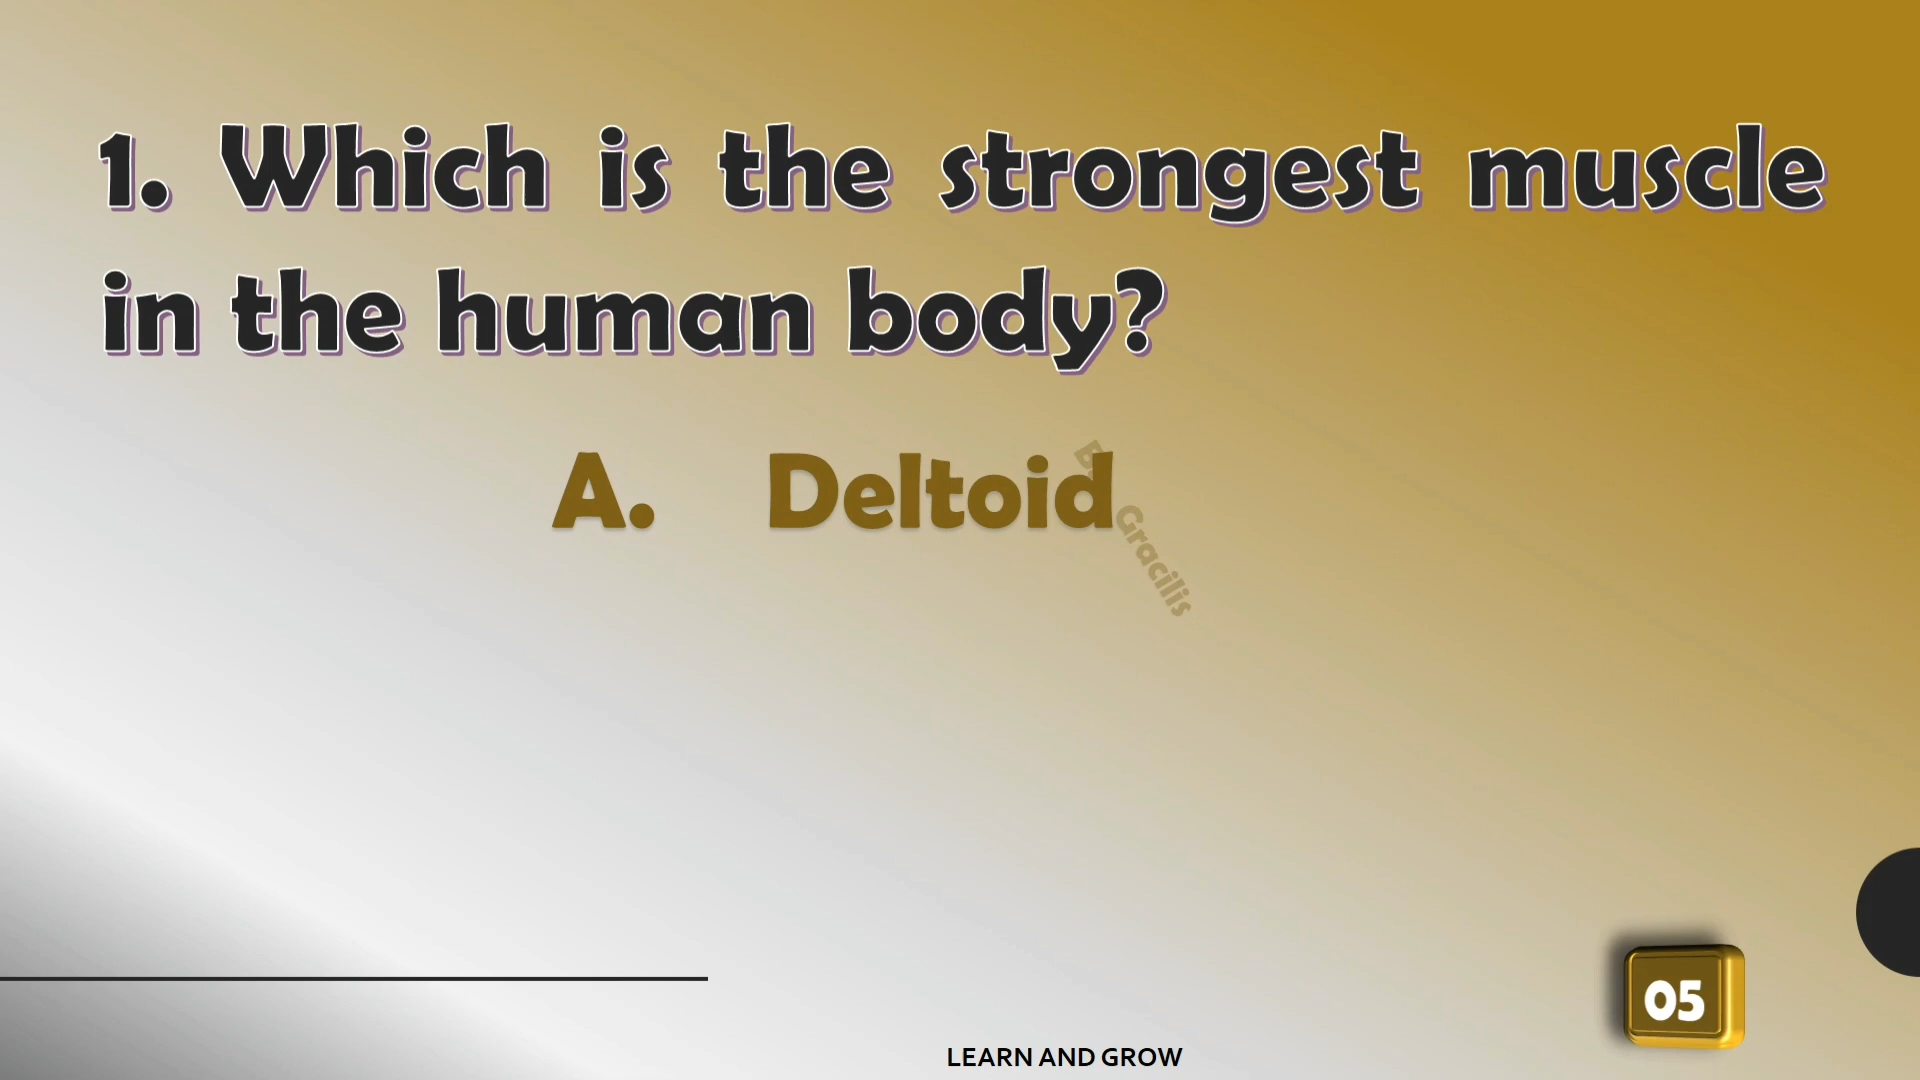 1. Which is the strongest muscle
in the human body?
A. Deltoid
B. Gracilis
05
LEARN AND GROW